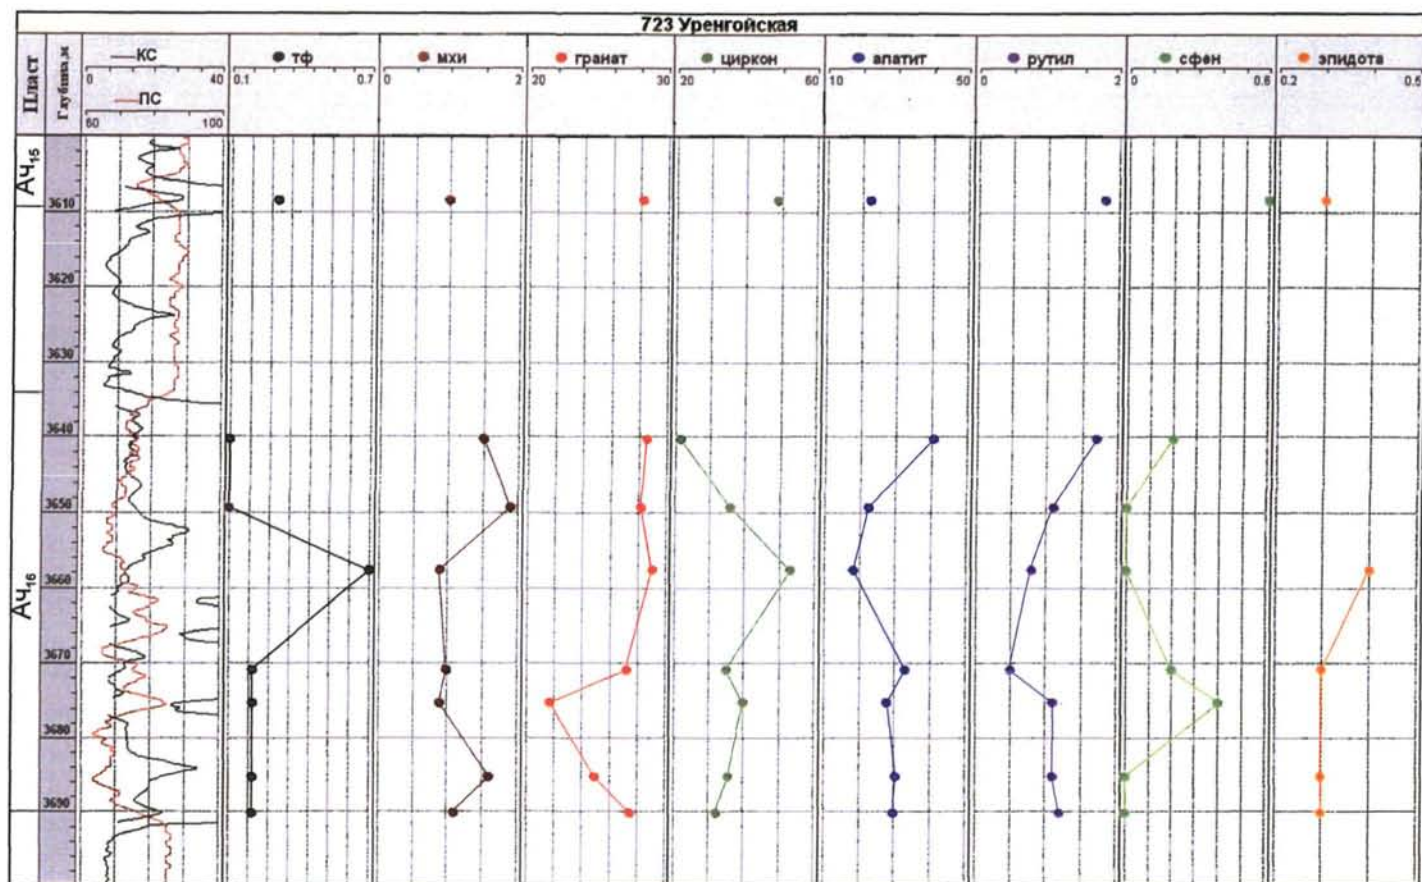 723 Уренгойская
Пласт
Глубина,м
КС
0 40
ПС
60 100
тф
0.1 0.7
мхи
0 2
гранат
20 30
циркон
20 60
апатит
10 50
рутил
0 2
сфен
0 0.6
эпидота
0.2 0.5
Ач15
3610
3620
3630
3640
3650
3660
Ач16
3670
3680
3690